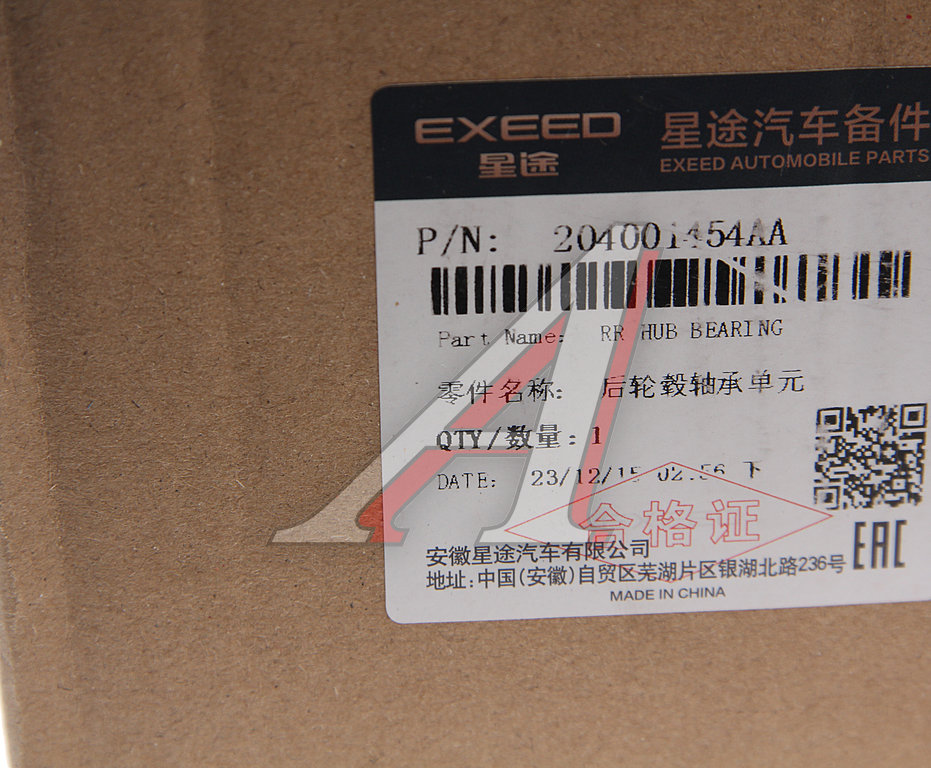 EXEED
星途
星途汽车备件
EXEED AUTOMOBILE PARTS
P/N: 204001454AA
Part Name: RR HUB BEARING
零件名称: 后轮毂轴承单元
QTY/数量: 1
DATE: 23/12/15 02:56 下
合格证
EAC
安徽星途汽车有限公司
地址:中国(安徽)自贸区芜湖片区银湖北路236号
MADE IN CHINA